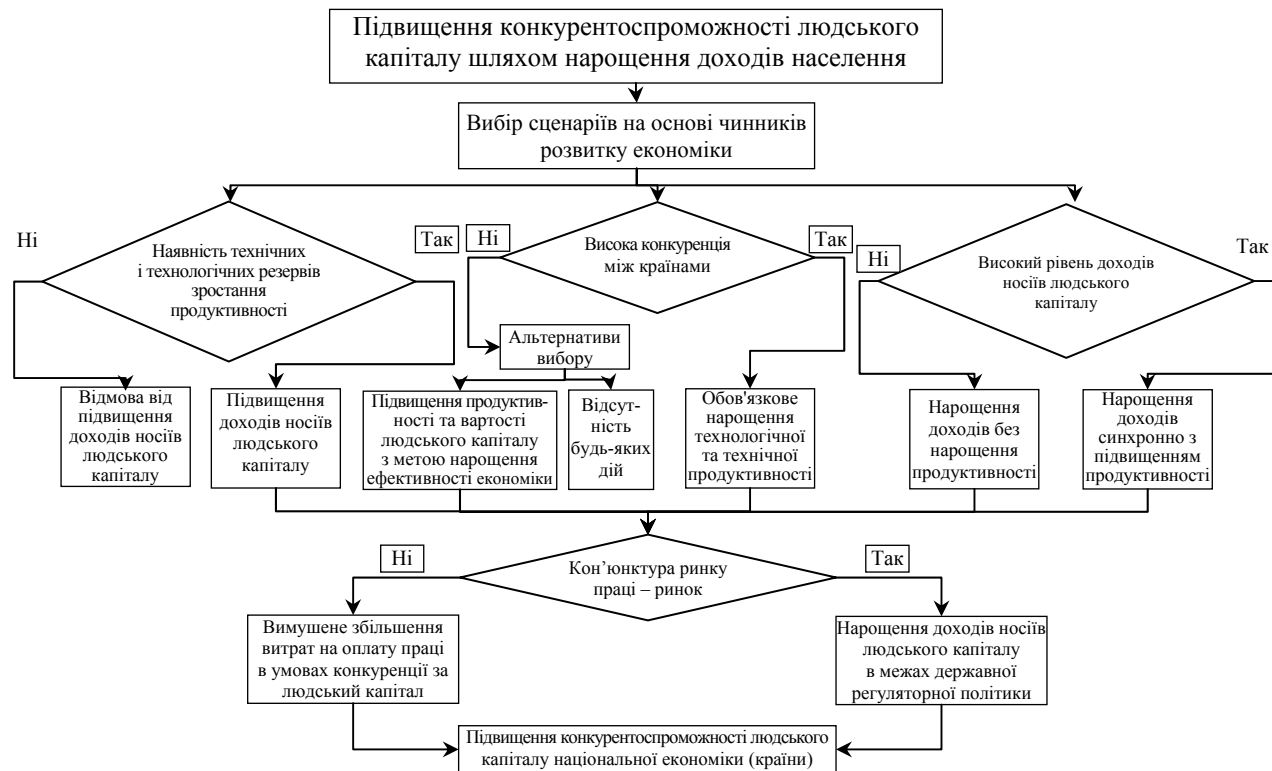 Підвищення конкурентоспроможності людського
капіталу шляхом нарощення доходів населення
Вибір сценаріїв на основі чинників
розвитку економіки
Ні
Наявність технічних
і технологічних резервів
зростання
продуктивності
Так
Ні
Висока конкуренція
між країнами
Так
Ні
Високий рівень доходів
носіїв людського
капіталу
Так
Альтернативи
вибору
Відмова від
підвищення
доходів носіїв
людського
капіталу
Підвищення
доходів носіїв
людського
капіталу
Підвищення продуктив-
ності та вартості
людського капіталу
з метою нарощення
ефективності економіки
Відсут-
ність
будь-яких
дій
Обов'язкове
нарощення
технологічної
та технічної
продуктивності
Нарощення
доходів без
нарощення
продуктивності
Нарощення
доходів
синхронно з
підвищенням
продуктивності
Ні
Кон’юнктура ринку
праці – ринок
Так
Вимушене збільшення
витрат на оплату праці
в умовах конкуренції за
людський капітал
Нарощення доходів носіїв
людського капіталу
в межах державної
регуляторної політики
Підвищення конкурентоспроможності людського
капіталу національної економіки (країни)